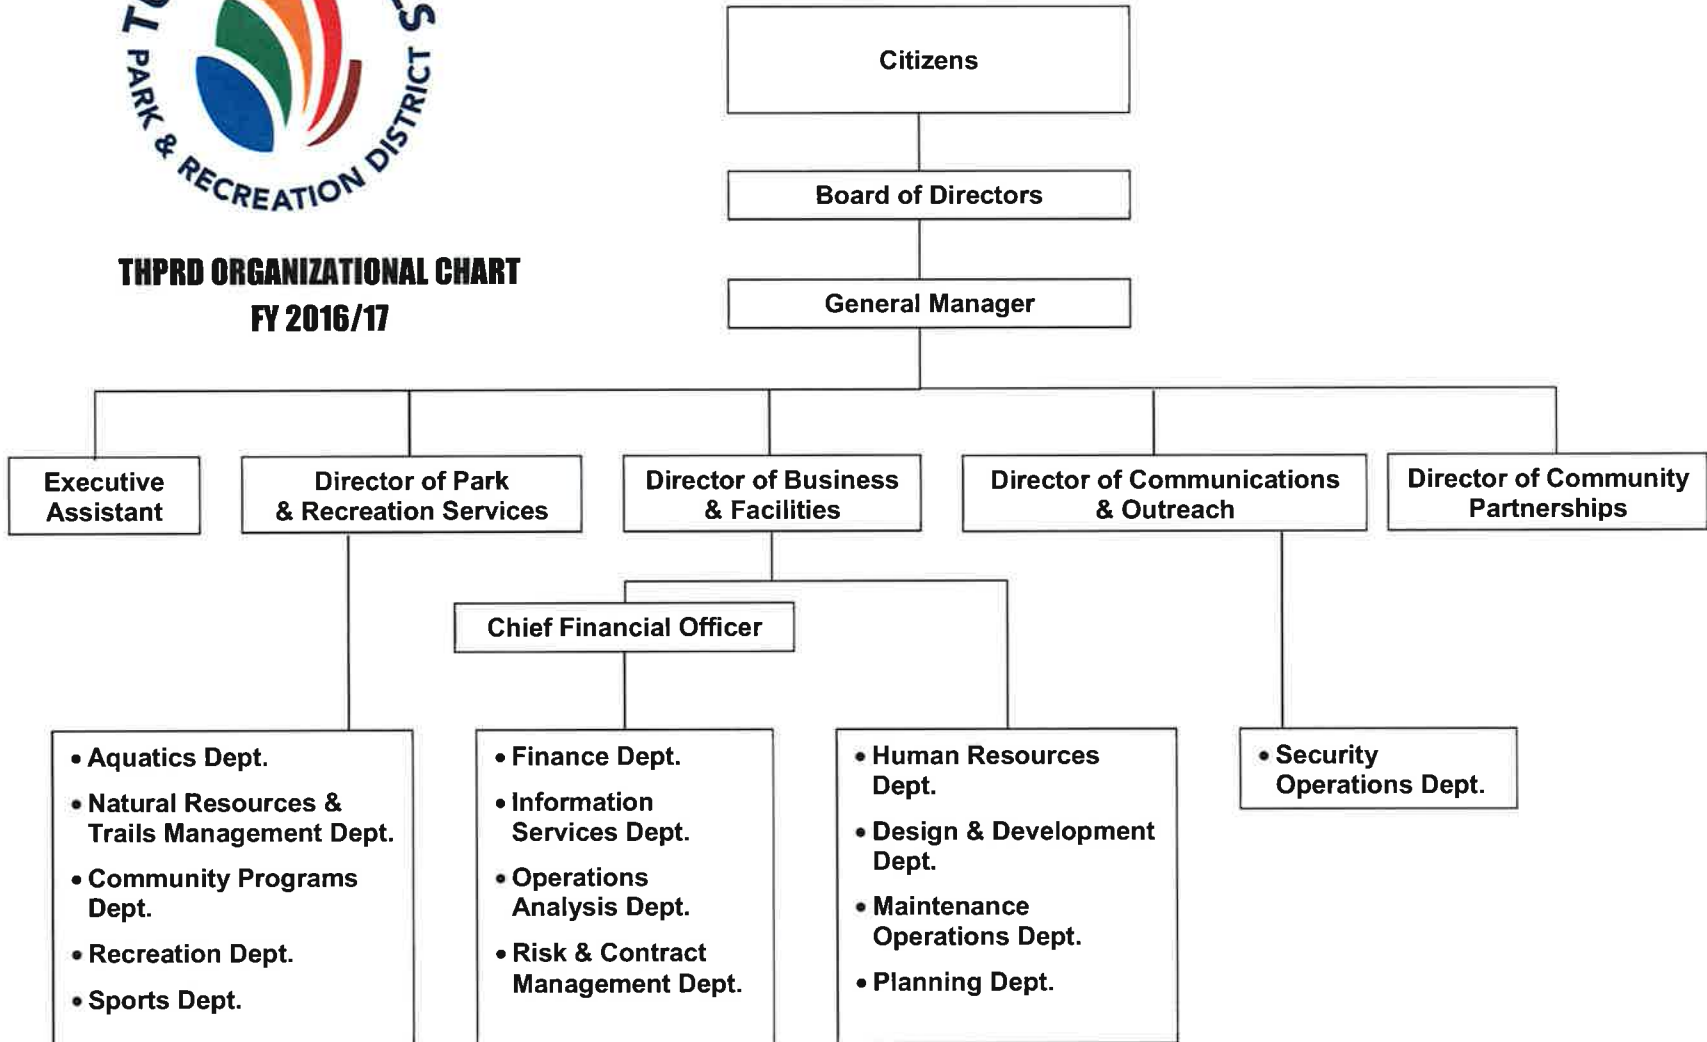 PARK & RECREATION DISTRICT
THPRD ORGANIZATIONAL CHART
FY 2016/17
Citizens
Board of Directors
General Manager
Executive
Assistant
Director of Park
& Recreation Services
Director of Business
& Facilities
Director of Communications
& Outreach
Director of Community
Partnerships
Chief Financial Officer
• Aquatics Dept.
• Natural Resources &
Trails Management Dept.
• Community Programs
Dept.
• Recreation Dept.
• Sports Dept.
• Finance Dept.
• Information
Services Dept.
• Operations
Analysis Dept.
• Risk & Contract
Management Dept.
• Human Resources
Dept.
• Design & Development
Dept.
• Maintenance
Operations Dept.
• Planning Dept.
• Security
Operations Dept.